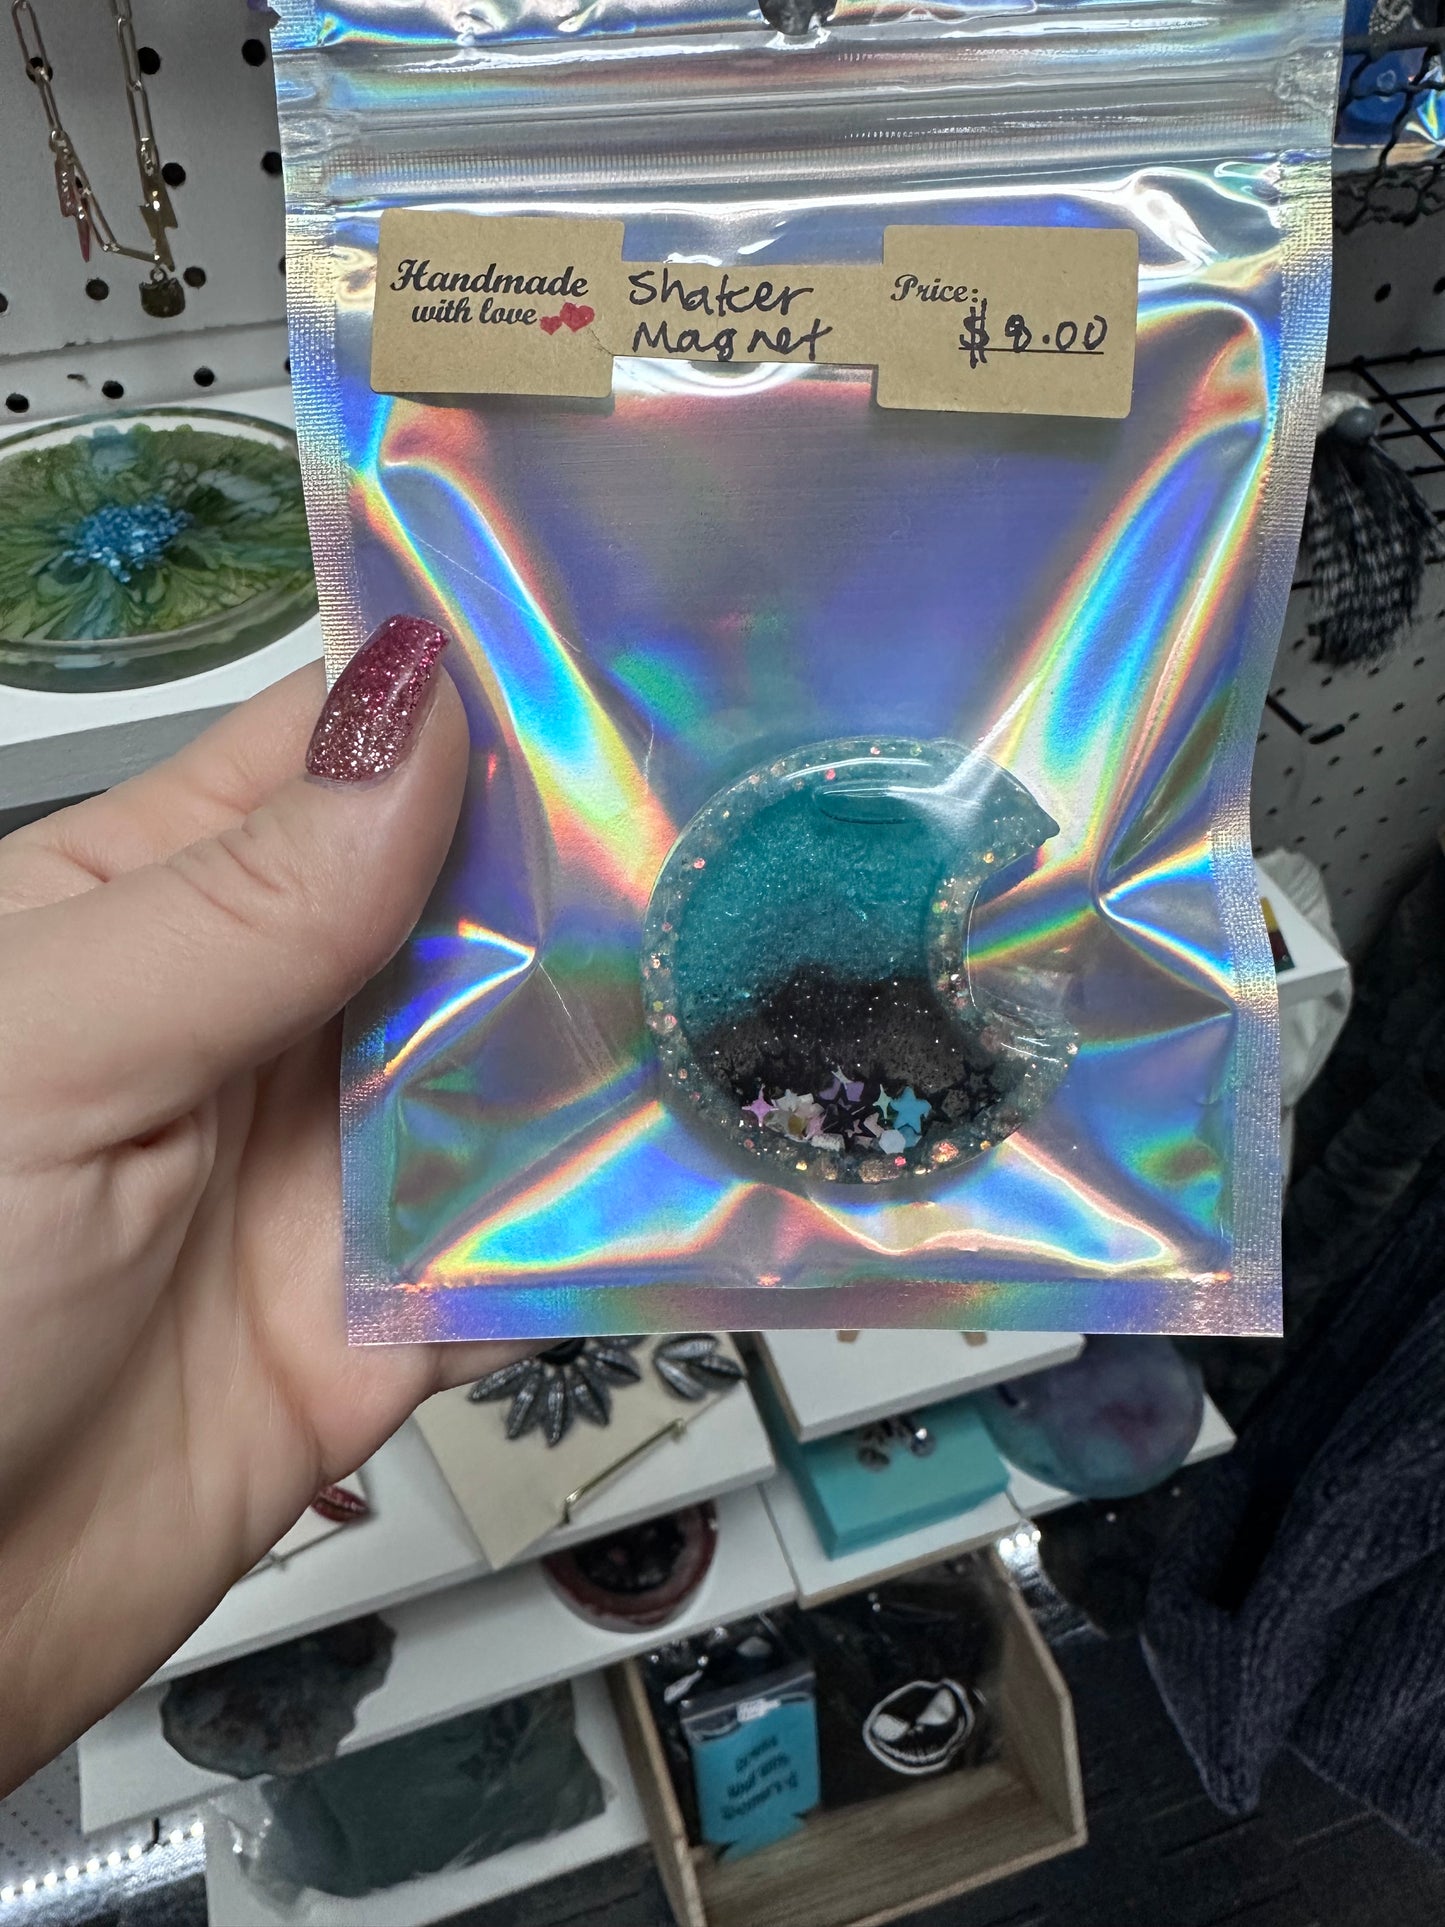 Handmade
with love
Shaker
Magnet
Price:
$8.00